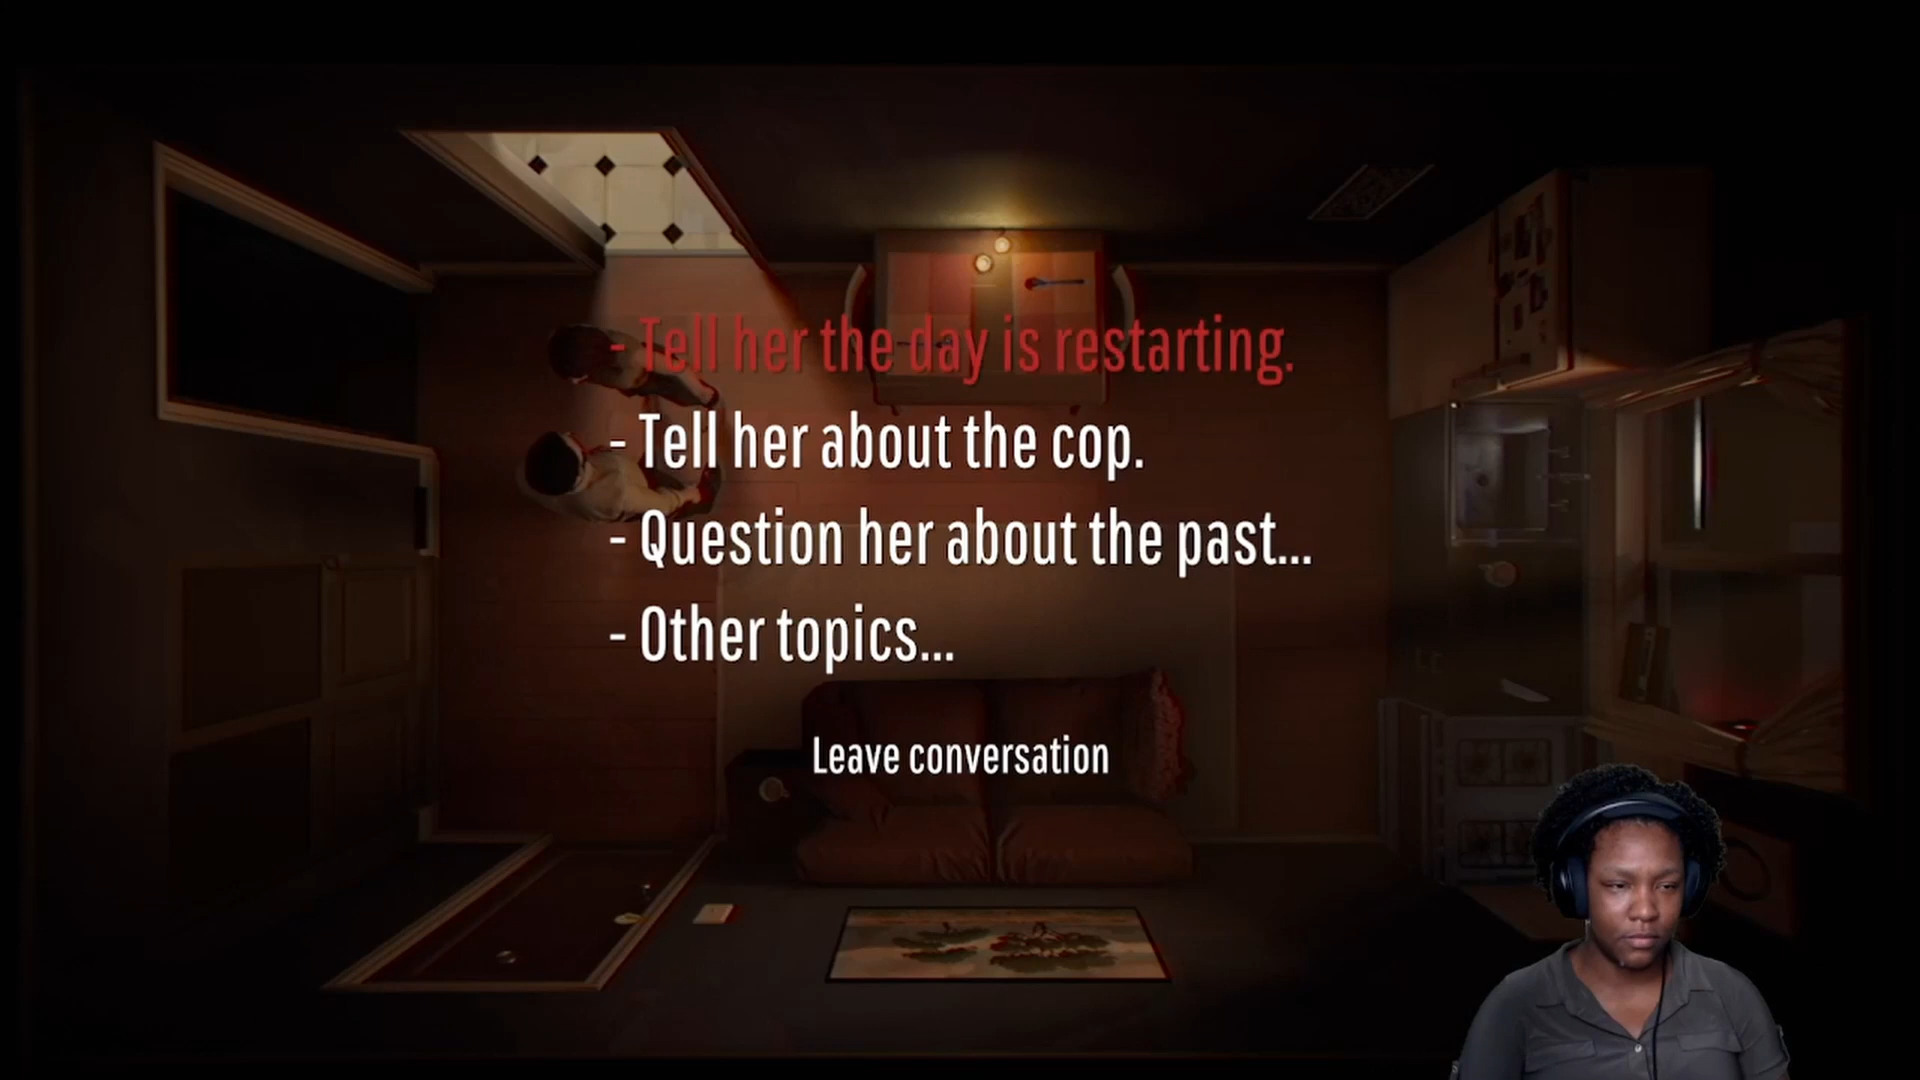 - Tell her the day is restarting.
- Tell her about the cop.
- Question her about the past...
- Other topics...
Leave conversation